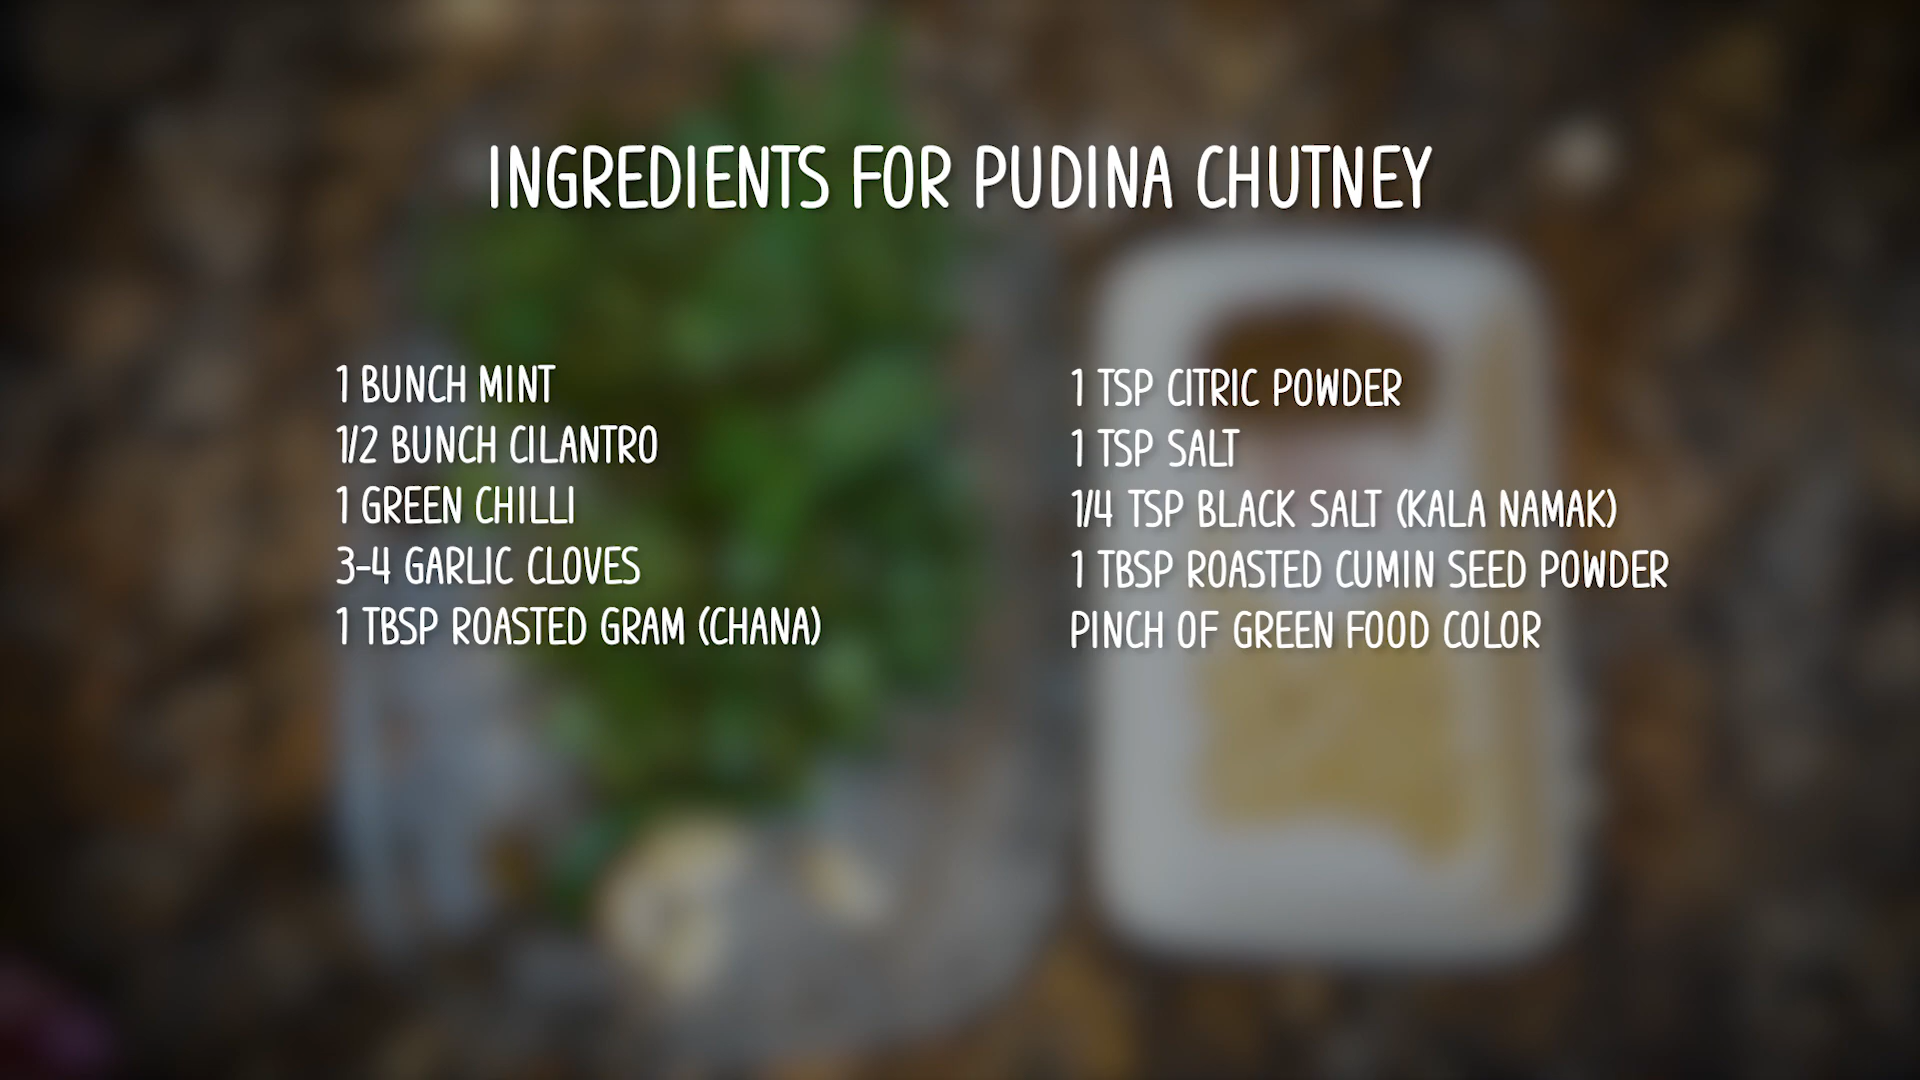 INGREDIENTS FOR PUDINA CHUTNEY
1 BUNCH MINT
1/2 BUNCH CILANTRO
1 GREEN CHILLI
3-4 GARLIC CLOVES
1 TBSP ROASTED GRAM (CHANA)
1 TSP CITRIC POWDER
1 TSP SALT
1/4 TSP BLACK SALT (KALA NAMAK)
1 TBSP ROASTED CUMIN SEED POWDER
PINCH OF GREEN FOOD COLOR